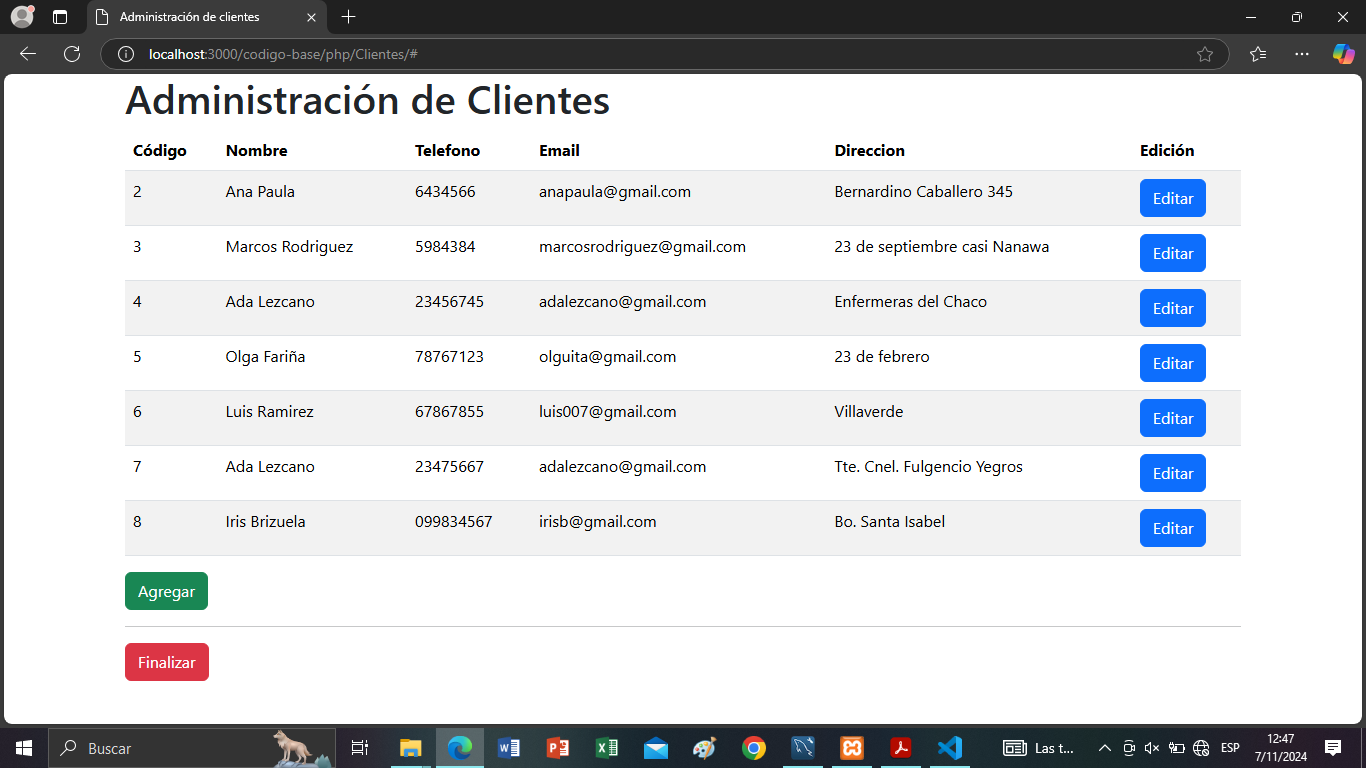 Administración de clientes
localhost:3000/codigo-base/php/Clientes/#
Administración de Clientes
Código Nombre Telefono Email Direccion Edición
2 Ana Paula 6434566 anapaula@gmail.com Bernardino Caballero 345 Editar
3 Marcos Rodriguez 5984384 marcosrodriguez@gmail.com 23 de septiembre casi Nanawa Editar
4 Ada Lezcano 23456745 adalezcano@gmail.com Enfermeras del Chaco Editar
5 Olga Fariña 78767123 olguita@gmail.com 23 de febrero Editar
6 Luis Ramirez 67867855 luis007@gmail.com Villaverde Editar
7 Ada Lezcano 23475667 adalezcano@gmail.com Tte. Cnel. Fulgencio Yegros Editar
8 Iris Brizuela 099834567 irisb@gmail.com Bo. Santa Isabel Editar
Agregar
Finalizar
Buscar Las t... ESP 12:47
7/11/2024